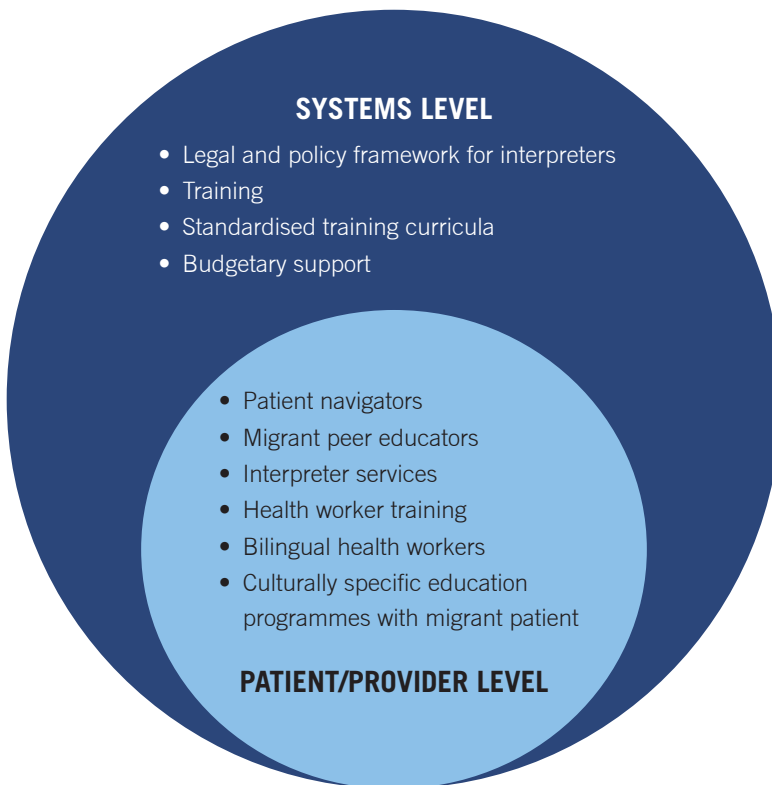 SYSTEMS LEVEL
• Legal and policy framework for interpreters
• Training
• Standardised training curricula
• Budgetary support
• Patient navigators
• Migrant peer educators
• Interpreter services
• Health worker training
• Bilingual health workers
• Culturally specific education
programmes with migrant patient
PATIENT/PROVIDER LEVEL